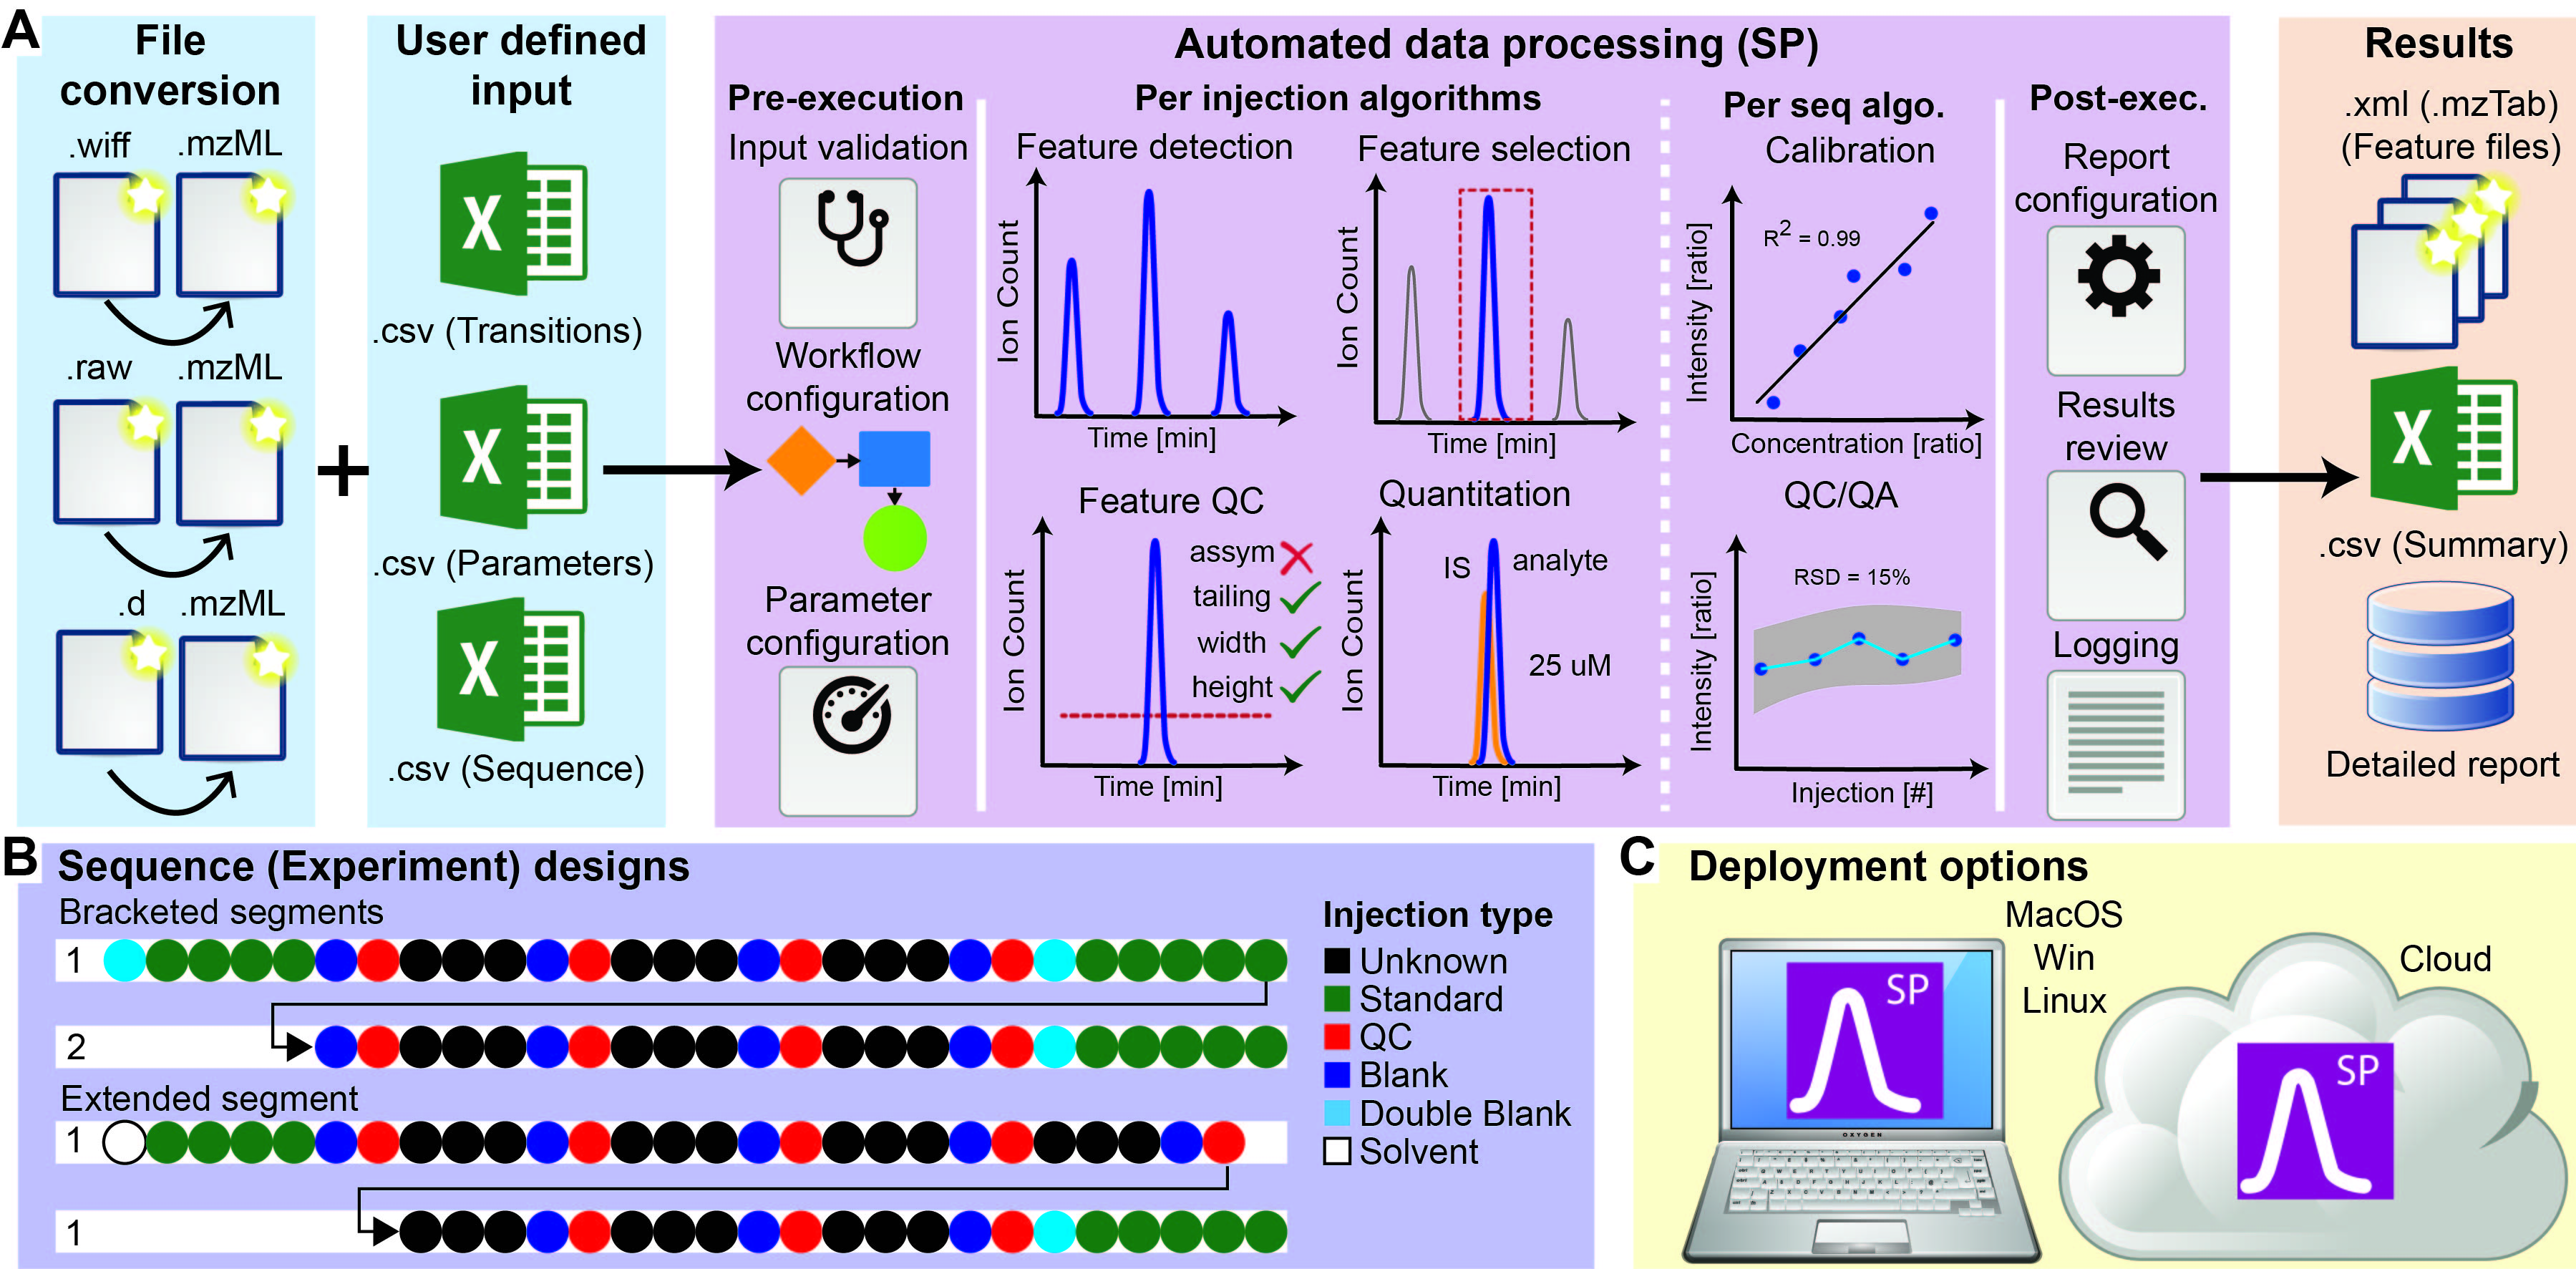 A
File
conversion
.wiff
.mzML
.raw
.mzML
.d
.mzML
+
User defined
input
X
.csv (Transitions)
X
.csv (Parameters)
X
.csv (Sequence)
Automated data processing (SP)
Pre-execution
Input validation
Workflow
configuration
Parameter
configuration
Per injection algorithms
Feature detection
Ion Count
Time [min]
Feature selection
Ion Count
Time [min]
Feature QC
assym
tailing
width
height
Ion Count
Time [min]
Quantitation
IS
analyte
25 uM
Ion Count
Time [min]
Per seq algo.
Calibration
R² = 0.99
Intensity [ratio]
Concentration [ratio]
QC/QA
RSD = 15%
Intensity [ratio]
Injection [#]
Post-exec.
Report
configuration
Results
review
Logging
Results
.xml (.mzTab)
(Feature files)
X
.csv (Summary)
Detailed report
B
Sequence (Experiment) designs
Bracketed segments
1
2
Extended segment
1
1
Injection type
Unknown
Standard
QC
Blank
Double Blank
Solvent
C
Deployment options
MacOS
Win
Linux
Cloud
SP
OXYGEN
SP